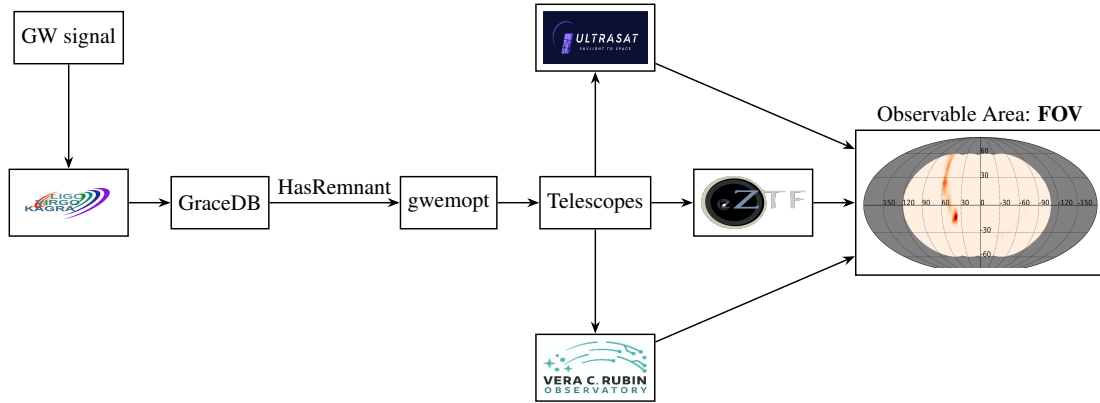 GW signal
ULTRASAT
SKYLIGHT TO SPACE
Observable Area: FOV
LIGO
VIRGO
KAGRA
GraceDB
HasRemnant
gwemopt
Telescopes
ZTF
60
30
150 120 90 60 30 0 -30 -60 -90 -120 -150
-30
-60
VERA C. RUBIN
OBSERVATORY